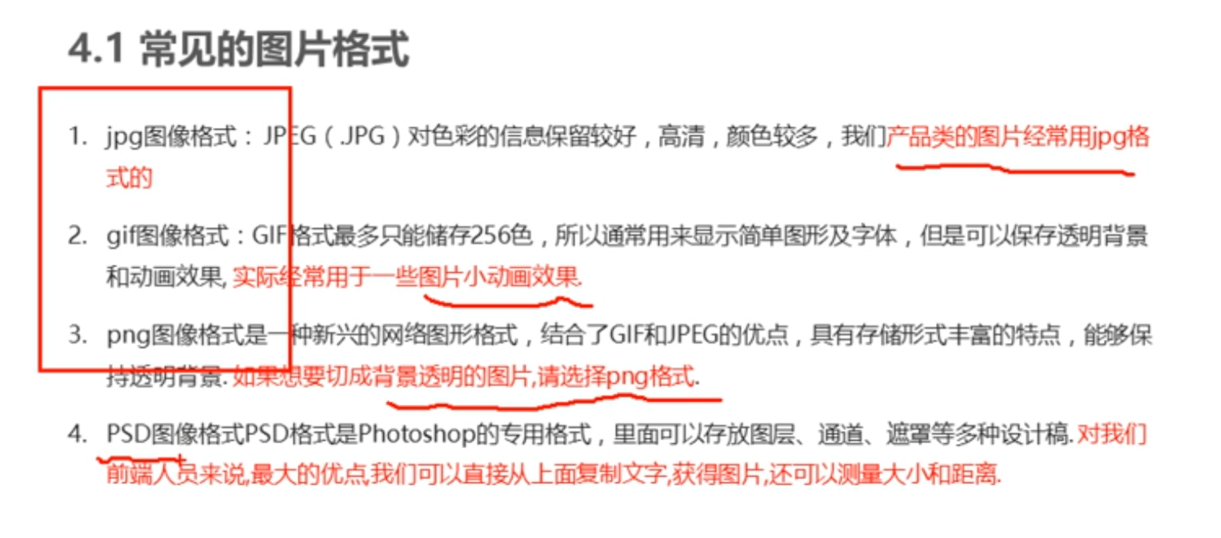 4.1 常见的图片格式
1. jpg图像格式：JPEG（.JPG）对色彩的信息保留较好，高清，颜色较多，我们产品类的图片经常用jpg格
式的
2. gif图像格式：GIF格式最多只能储存256色，所以通常用来显示简单图形及字体，但是可以保存透明背景
和动画效果, 实际经常用于一些图片小动画效果.
3. png图像格式是一种新兴的网络图形格式，结合了GIF和JPEG的优点，具有存储形式丰富的特点，能够保
持透明背景. 如果想要切成背景透明的图片,请选择png格式.
4. PSD图像格式PSD格式是Photoshop的专用格式，里面可以存放图层、通道、遮罩等多种设计稿. 对我们
前端人员来说,最大的优点,我们可以直接从上面复制文字,获得图片,还可以测量大小和距离.